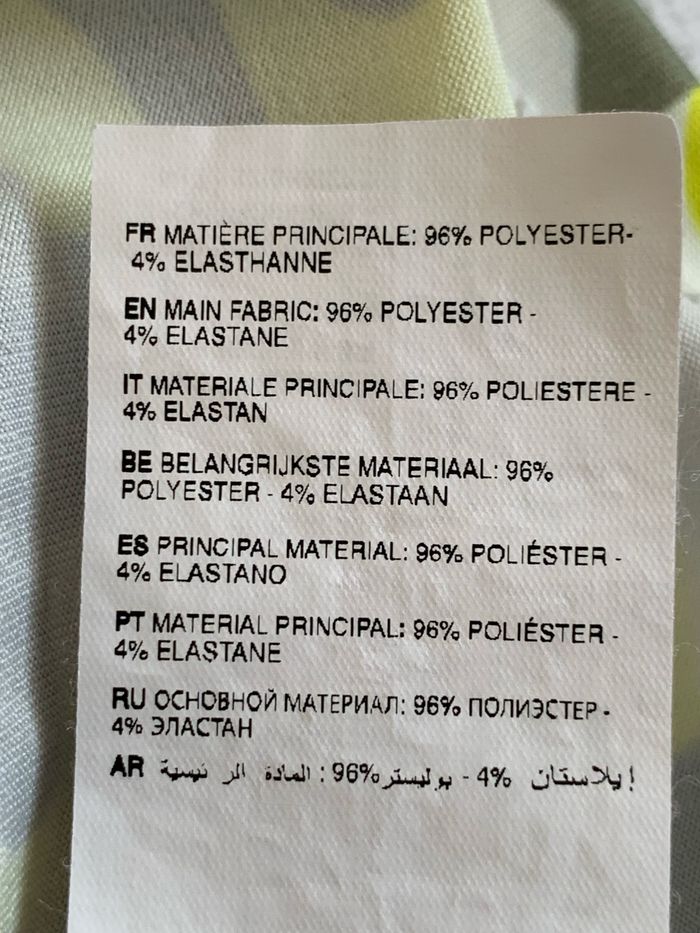 FR MATIÈRE PRINCIPALE: 96% POLYESTER-
4% ELASTHANNE
EN MAIN FABRIC: 96% POLYESTER -
4% ELASTANE
IT MATERIALE PRINCIPALE: 96% POLIESTERE -
4% ELASTAN
BE BELANGRIJKSTE MATERIAAL: 96%
POLYESTER - 4% ELASTAAN
ES PRINCIPAL MATERIAL: 96% POLIÉSTER -
4% ELASTANO
PT MATERIAL PRINCIPAL: 96% POLIÉSTER -
4% ELASTANE
RU ОСНОВНОЙ МАТЕРИАЛ: 96% ПОЛИЭСТЕР -
4% ЭЛАСТАН
AR المادة الر ئيسية : 96% بوليستر - 4% إيلاستان